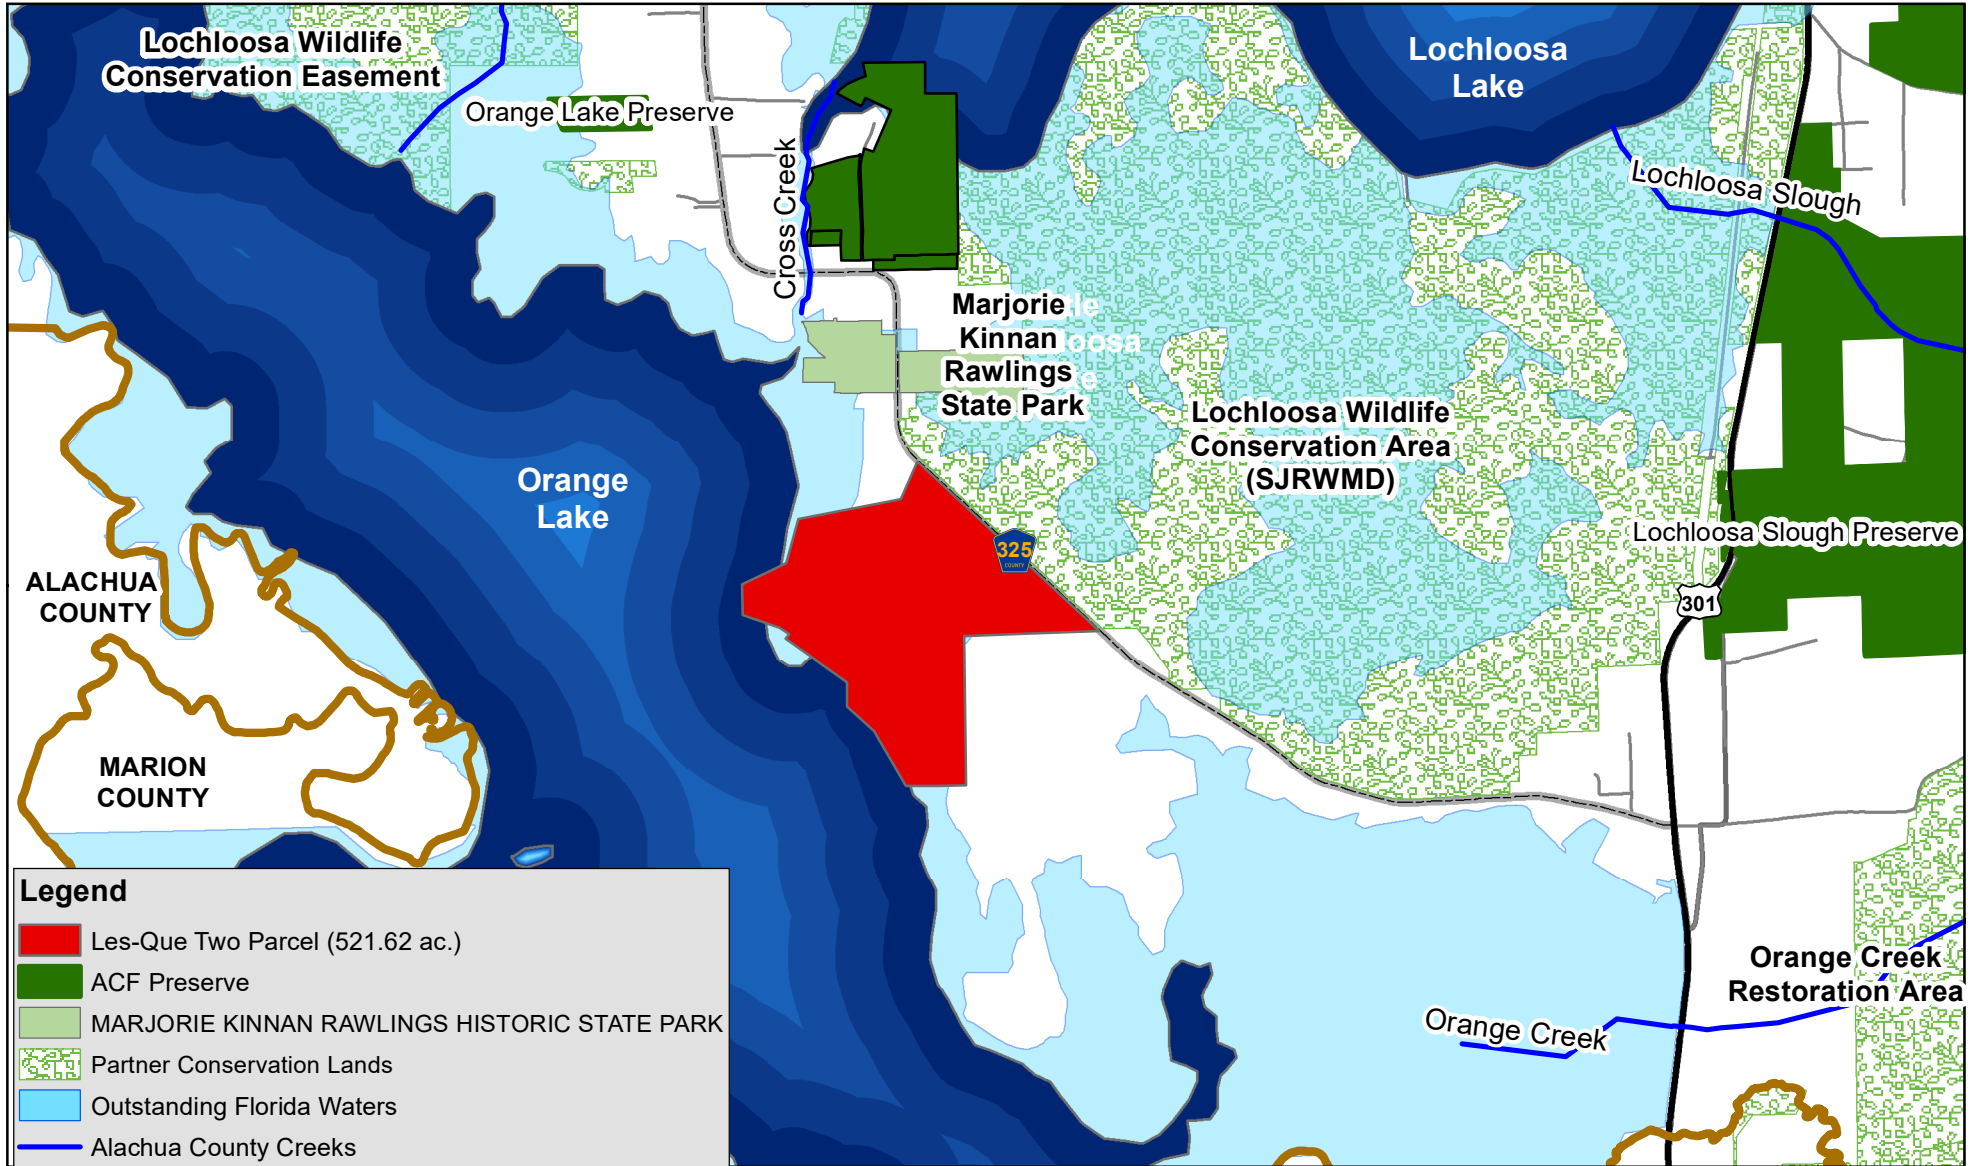 Lochloosa Wildlife
Conservation Easement
Orange Lake Preserve
Lochloosa
Lake
Cross Creek
Lochloosa Slough
Marjorie
Kinnan
Rawlings
State Park
Lochloosa Wildlife
Conservation Area
(SJRWMD)
Orange
Lake
325
COUNTY
Lochloosa Slough Preserve
301
ALACHUA
COUNTY
MARION
COUNTY
Orange Creek
Restoration Area
Orange Creek
Legend
Les-Que Two Parcel (521.62 ac.)
ACF Preserve
MARJORIE KINNAN RAWLINGS HISTORIC STATE PARK
Partner Conservation Lands
Outstanding Florida Waters
Alachua County Creeks